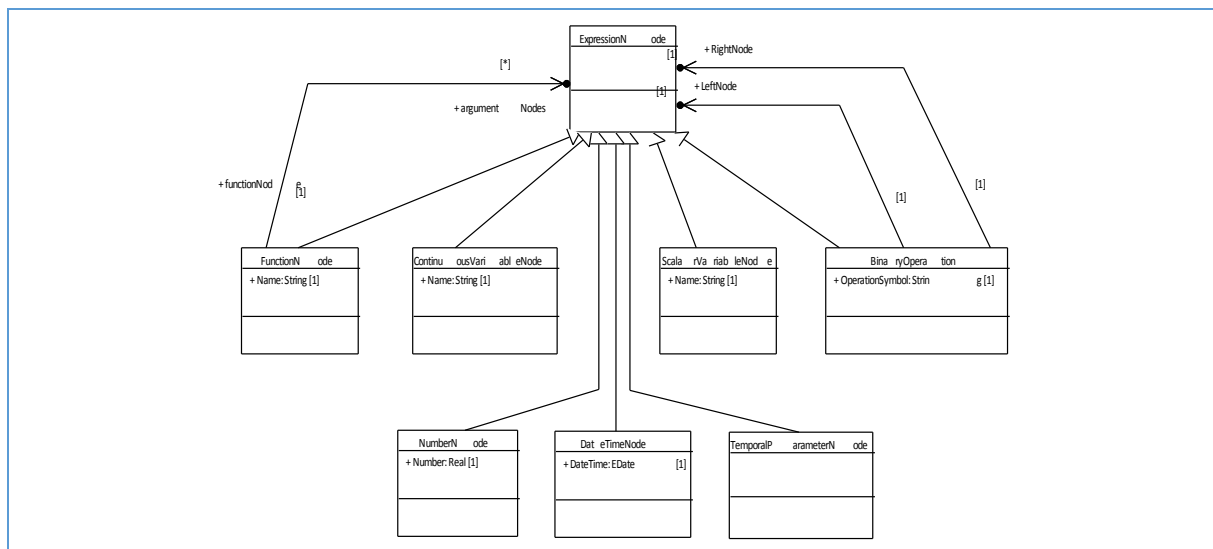 ExpressionN ode
[1]
+ RightNode
[*]
[1]
+ LeftNode
+ argument Nodes
+ functionNod e
[1]
[1]
[1]
FunctionN ode
+ Name: String [1]
Continu ousVari abl eNode
+ Name: String [1]
Scala rVa riab leNod e
+ Name: String [1]
Bina ryOpera tion
+ OperationSymbol: Strin g [1]
NumberN ode
+ Number: Real [1]
Dat eTimeNode
+ DateTime: EDate [1]
TemporalP arameterN ode